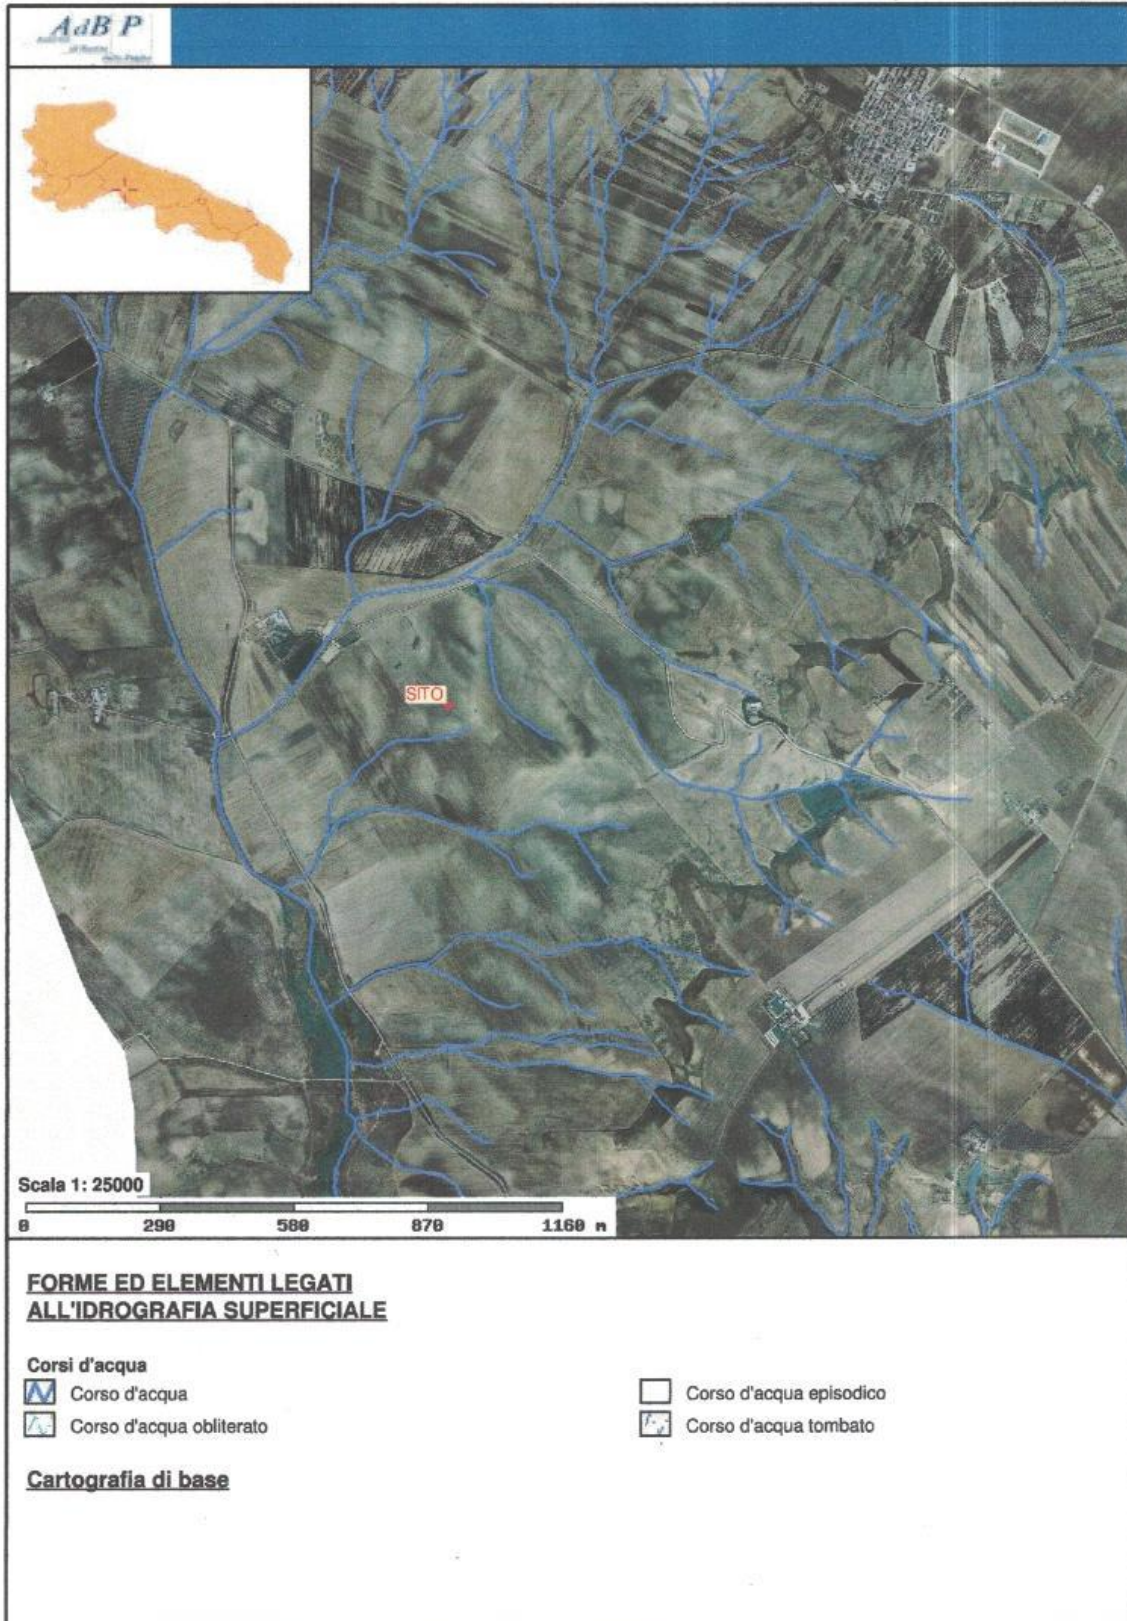 AdB P
SITO
Scala 1: 25000
0 290 580 870 1160 m
FORME ED ELEMENTI LEGATI
ALL'IDROGRAFIA SUPERFICIALE
Corsi d'acqua
Corso d'acqua
Corso d'acqua episodico
Corso d'acqua obliterato
Corso d'acqua tombato
Cartografia di base